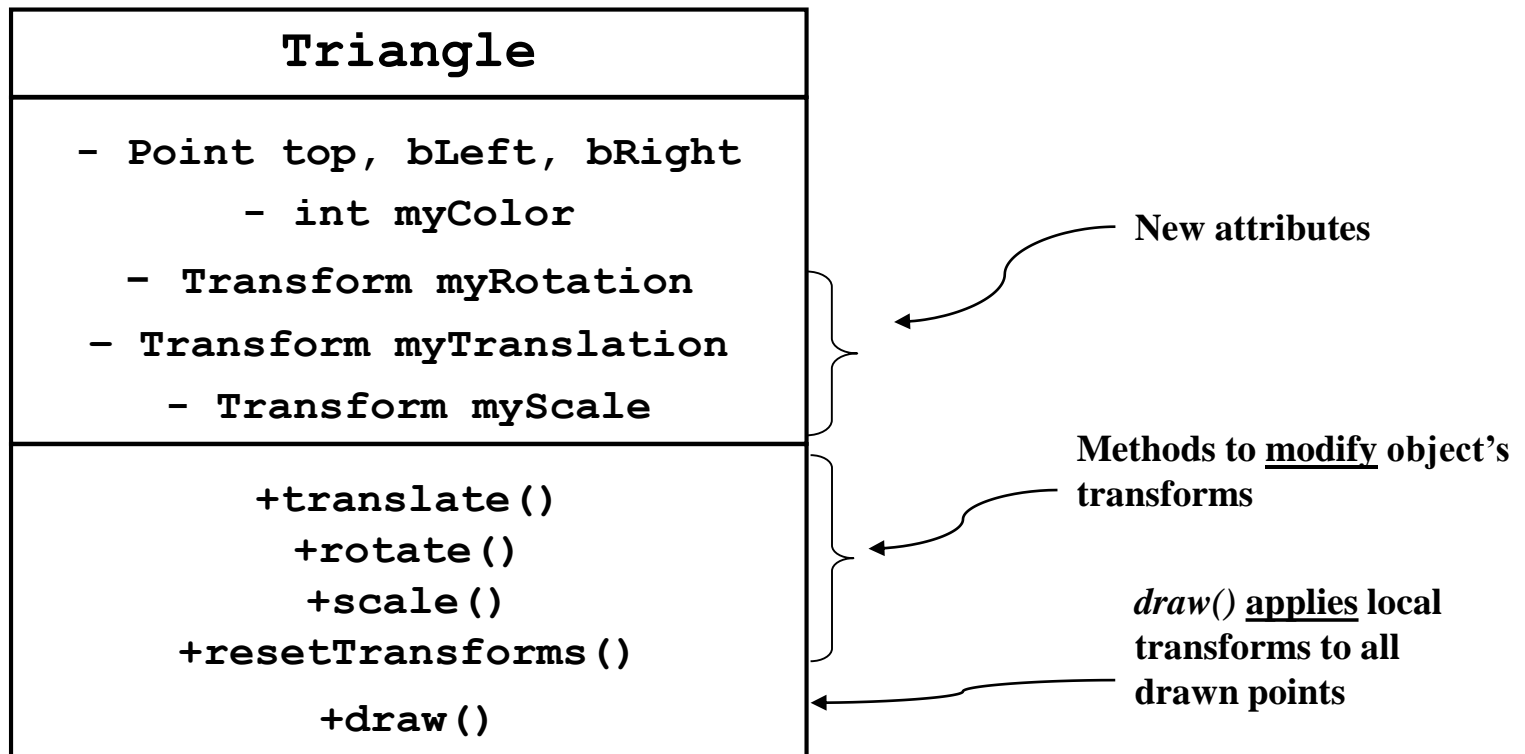 Triangle
- Point top, bLeft, bRight
- int myColor
- Transform myRotation
– Transform myTranslation
- Transform myScale
New attributes
+translate()
+rotate()
+scale()
+resetTransforms()
+draw()
Methods to modify object’s
transforms
draw() applies local
transforms to all
drawn points